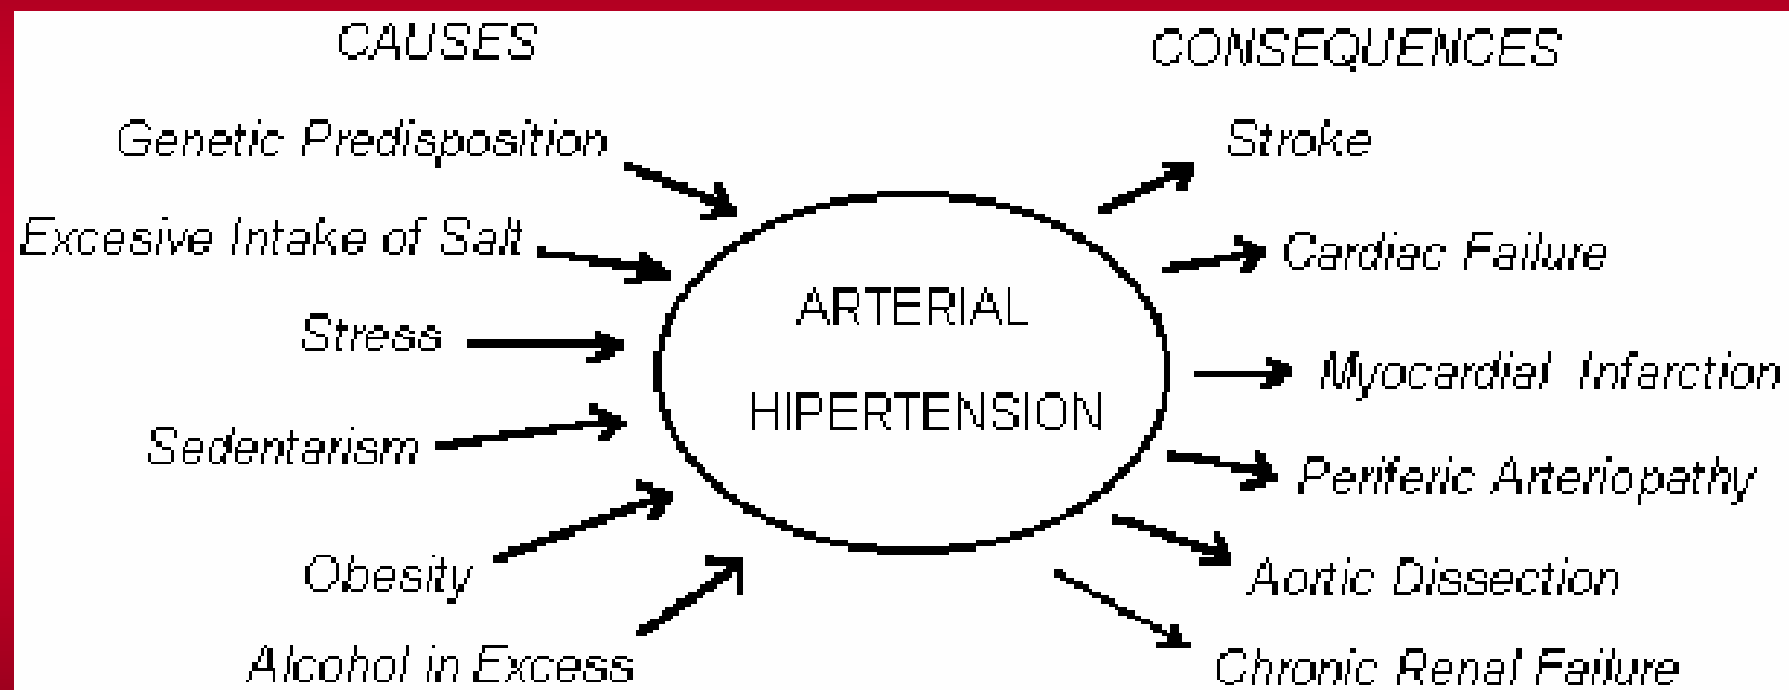 CAUSES
Genetic Predisposition
Excesive Intake of Salt
Stress
Sedentarism
Obesity
Alcohol in Excess
ARTERIAL
HIPERTENSION
CONSEQUENCES
Stroke
Cardiac Failure
Myocardial Infarction
Periferic Arteriopathy
Aortic Dissection
Chronic Renal Failure